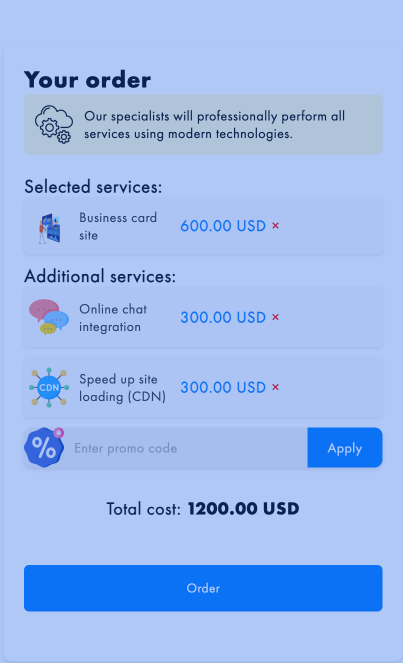 Your order
Our specialists will professionally perform all
services using modern technologies.
Selected services:
Business card
site
600.00 USD ×
Additional services:
Online chat
integration
300.00 USD ×
CDN
Speed up site
loading (CDN)
300.00 USD ×
%
Enter promo code
Apply
Total cost: 1200.00 USD
Order